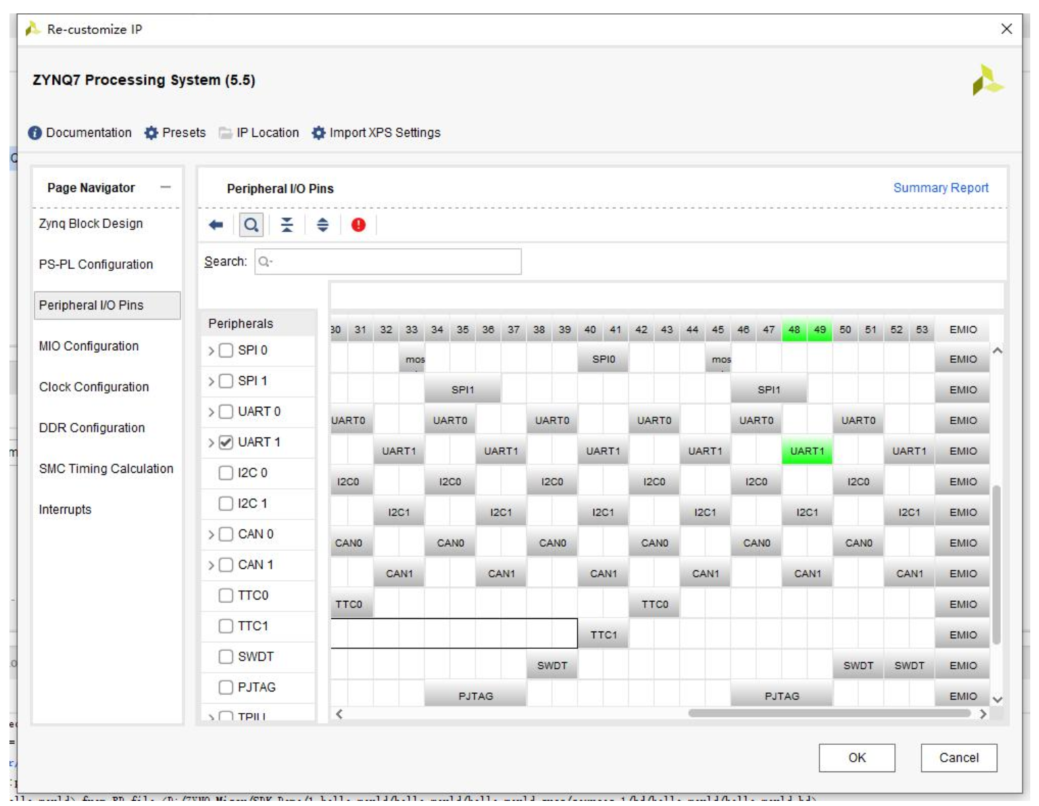 Re-customize IP
ZYNQ7 Processing System (5.5)
Documentation Presets IP Location Import XPS Settings
Page Navigator
Zynq Block Design
PS-PL Configuration
Peripheral I/O Pins
MIO Configuration
Clock Configuration
DDR Configuration
SMC Timing Calculation
Interrupts
Peripheral I/O Pins Summary Report
Search:
Peripherals 30 31 32 33 34 35 36 37 38 39 40 41 42 43 44 45 46 47 48 49 50 51 52 53 EMIO
SPI 0 mos SPI0 mos EMIO
SPI 1 SPI1 SPI1 EMIO
UART 0 UART0 UART0 UART0 UART0 UART0 UART0 EMIO
UART 1 UART1 UART1 UART1 UART1 UART1 UART1 EMIO
I2C 0 I2C0 I2C0 I2C0 I2C0 I2C0 I2C0 EMIO
I2C 1 I2C1 I2C1 I2C1 I2C1 I2C1 I2C1 EMIO
CAN 0 CAN0 CAN0 CAN0 CAN0 CAN0 CAN0 EMIO
CAN 1 CAN1 CAN1 CAN1 CAN1 CAN1 CAN1 EMIO
TTC0 TTC0 TTC0 EMIO
TTC1 TTC1 EMIO
SWDT SWDT SWDT SWDT EMIO
PJTAG PJTAG PJTAG EMIO
TPIU
OK Cancel